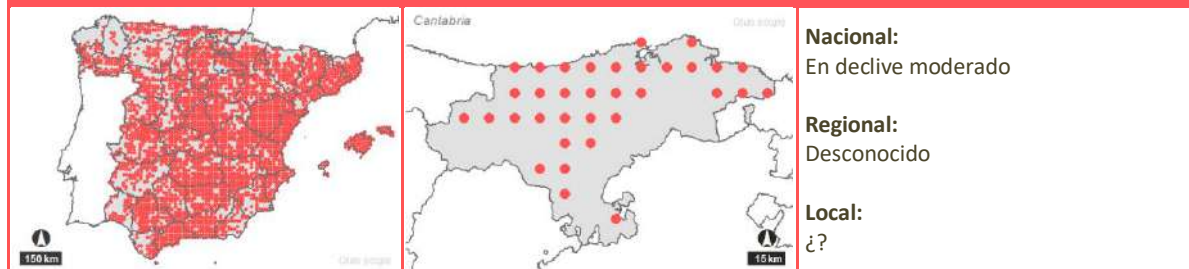 Cantabria
Nacional:
En declive moderado
Regional:
Desconocido
Local:
¿?
150 km
15 km